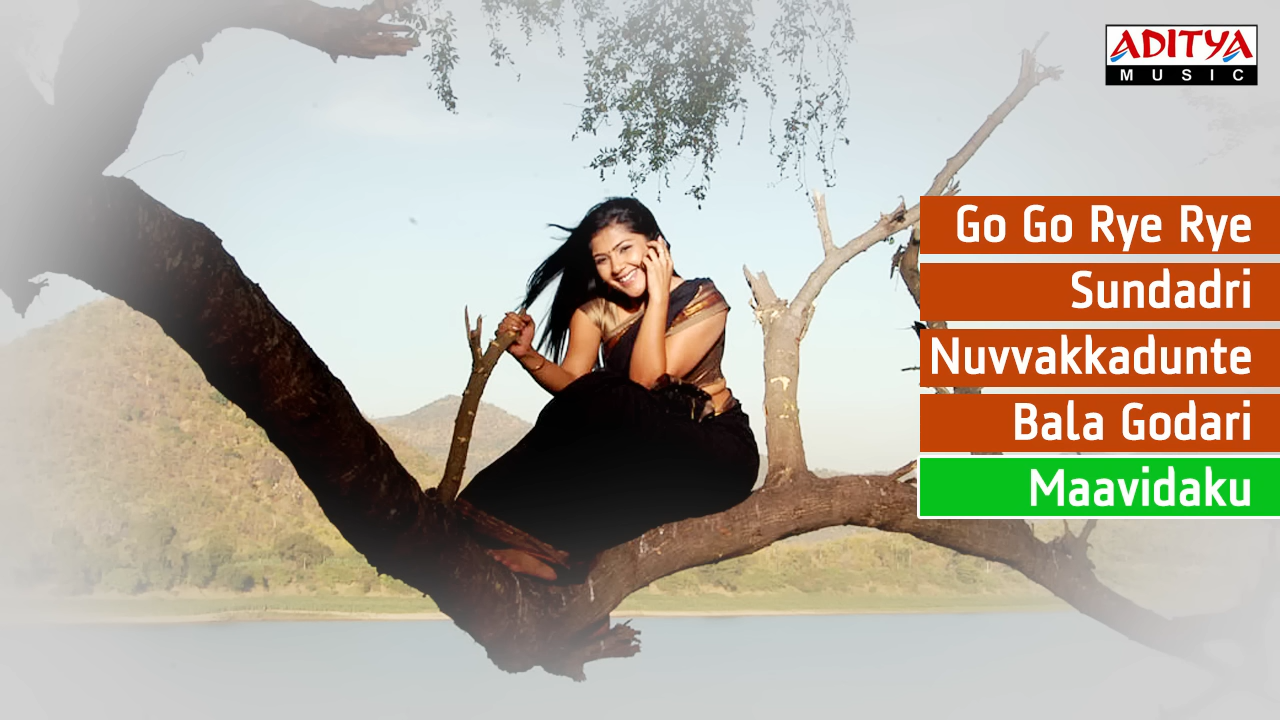 ADITYA
MUSIC
Go Go Rye Rye
Sundadri
Nuvvakkadunte
Bala Godari
Maavidaku